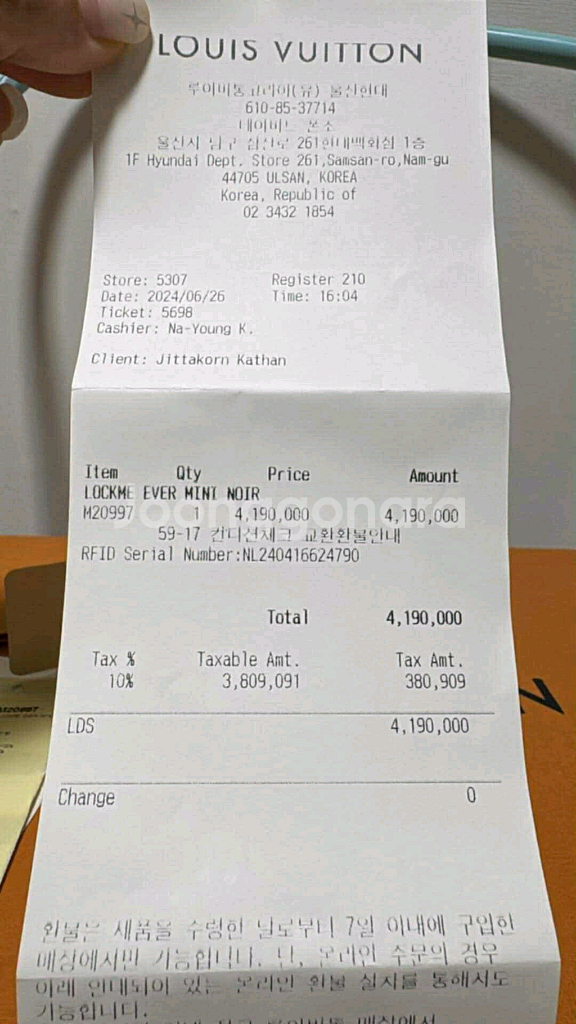 LOUIS VUITTON
루이비통코리아(유) 울산현대
610-85-37714
울산시 남구 삼산로 261현대백화점 1층
1F Hyundai Dept. Store 261,Samsan-ro,Nam-gu
44705 ULSAN, KOREA
Korea, Republic of
02 3432 1854
Store: 5307 Register 210
Date: 2024/06/26 Time: 16:04
Ticket: 5698
Cashier: Na-Young K.
Client: Jittakorn Kathan
Item Qty Price Amount
LOCKME EVER MINI NOIR
M20997 1 4,190,000 4,190,000
Joonggonara
59-17 컨디션체크 교환환불안내
RFID Serial Number:NL240416624790
Total 4,190,000
Tax % Taxable Amt. Tax Amt.
10% 3,809,091 380,909
LDS 4,190,000
Change 0
환불은 제품을 수령한 날로부터 7일 이내에 구입한
매장에서만 가능합니다. 단, 온라인 주문의 경우
아래 안내되어 있는 온라인 환불 절차를 통해서도
가능합니다.